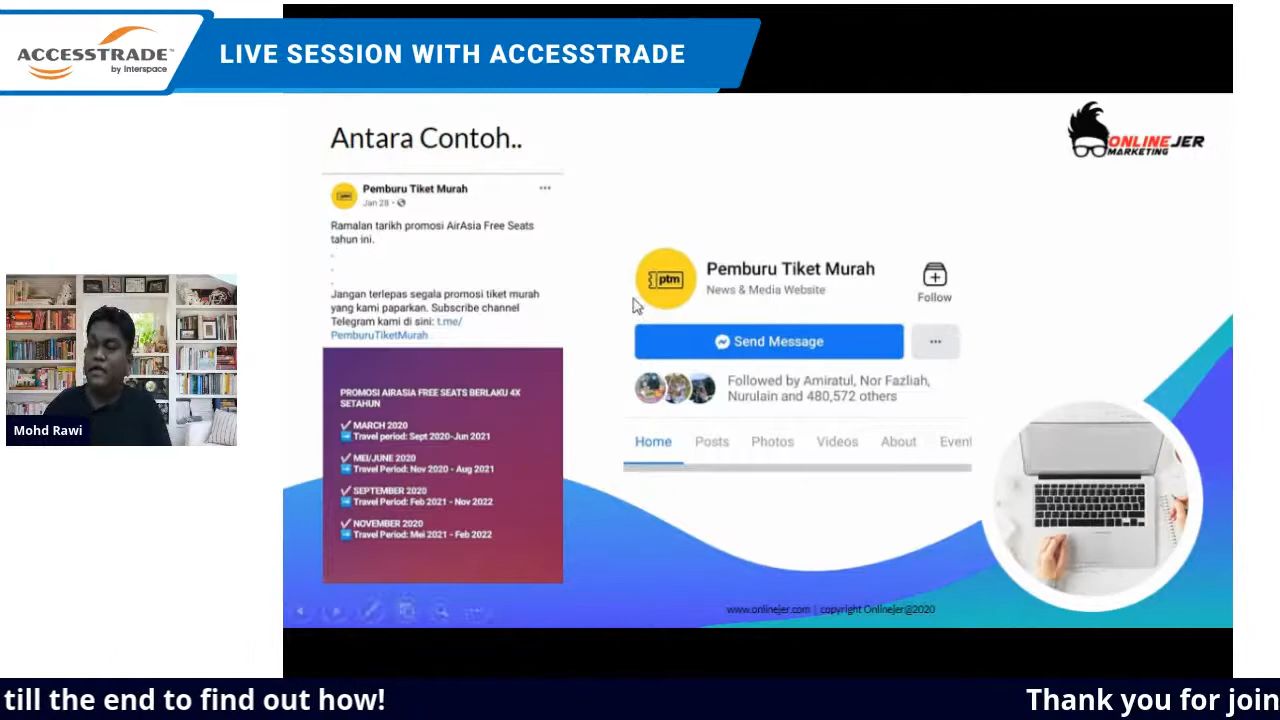 ACCESSTRADE™
by Interspace
LIVE SESSION WITH ACCESSTRADE
Antara Contoh..
ONLINEJER
MARKETING
Pemburu Tiket Murah
Jan 28 •
Ramalan tarikh promosi AirAsia Free Seats
tahun ini.
.
.
.
Jangan terlepas segala promosi tiket murah
yang kami paparkan. Subscribe channel
Telegram kami di sini: t.me/
PemburuTiketMurah
PROMOSI AIRASIA FREE SEATS BERLAKU 4X
SETAHUN
MARCH 2020
Travel period: Sept 2020-Jun 2021
MEI/JUNE 2020
Travel Period: Nov 2020 - Aug 2021
SEPTEMBER 2020
Travel Period: Feb 2021 - Nov 2022
NOVEMBER 2020
Travel Period: Mei 2021 - Feb 2022
ptm
Pemburu Tiket Murah
News & Media Website
Follow
Send Message
Followed by Amiratul, Nor Fazliah,
Nurulain and 480,572 others
Home Posts Photos Videos About Event
Mohd Rawi
www.onlinejer.com | copyright Onlinejer@2020
till the end to find out how! Thank you for join